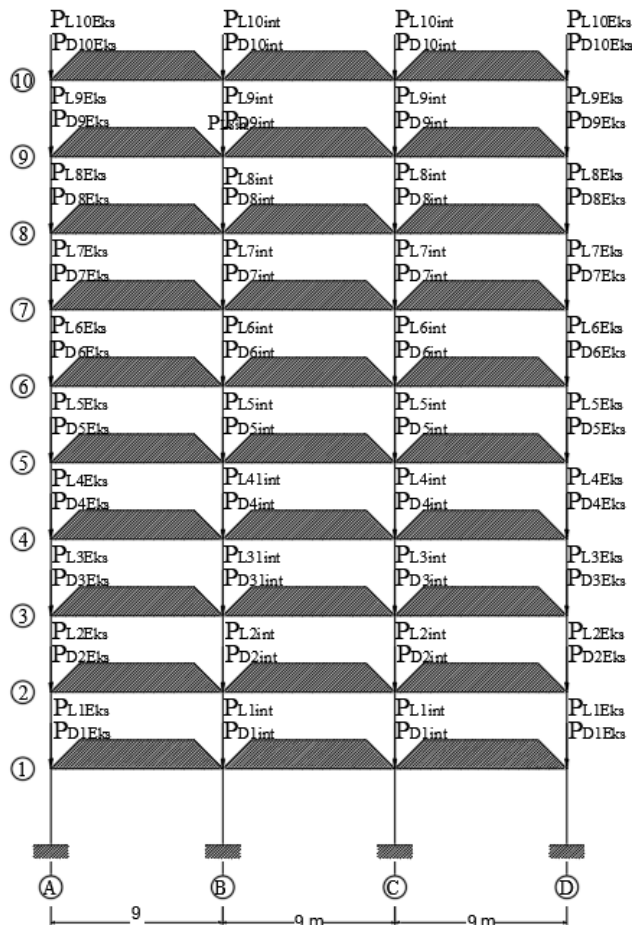 PL10Eks PL10int PL10int PL10Eks
PD10Eks PD10int PD10int PD10Eks
10
PL9Eks PL9int PL9int PL9Eks
PD9Eks PD9int PD9int PD9Eks
9
PL8Eks PL8int PL8int PL8Eks
PD8Eks PD8int PD8int PD8Eks
8
PL7Eks PL7int PL7int PL7Eks
PD7Eks PD7int PD7int PD7Eks
7
PL6Eks PL6int PL6int PL6Eks
PD6Eks PD6int PD6int PD6Eks
6
PL5Eks PL5int PL5int PL5Eks
PD5Eks PD5int PD5int PD5Eks
5
PL4Eks PL41int PL4int PL4Eks
PD4Eks PD4int PD4int PD4Eks
4
PL3Eks PL31int PL3int PL3Eks
PD3Eks PD31int PD3int PD3Eks
3
PL2Eks PL2int PL2int PL2Eks
PD2Eks PD2int PD2int PD2Eks
2
PL1Eks PL1int PL1int PL1Eks
PD1Eks PD1int PD1int PD1Eks
1
A B C D
9 9 m 9 m